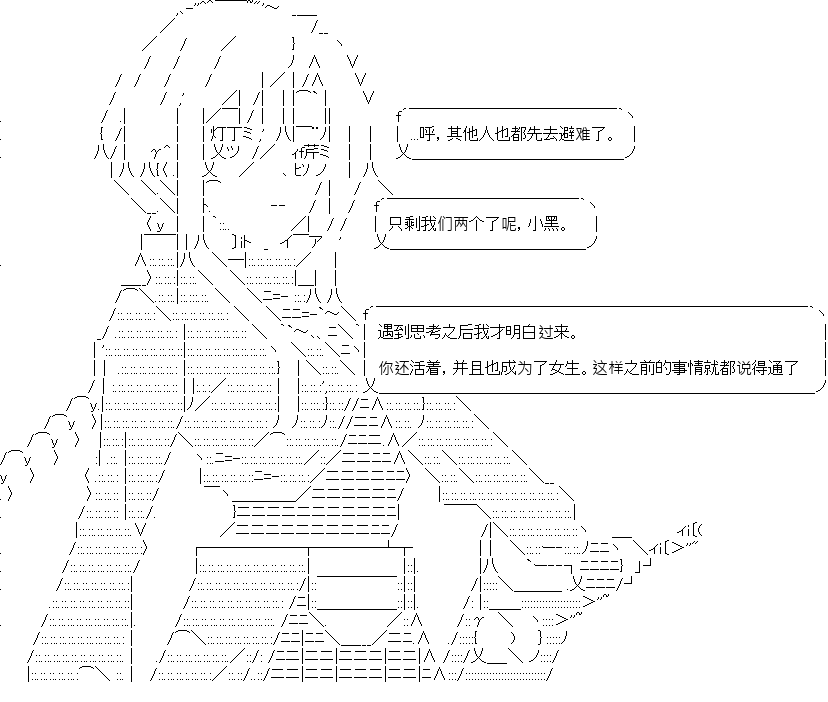 ...呼，其他人也都先去避难了。
只剩我们两个了呢，小黑。
遇到思考之后我才明白过来。
你还活着，并且也成为了女生。这样之前的事情就都说得通了